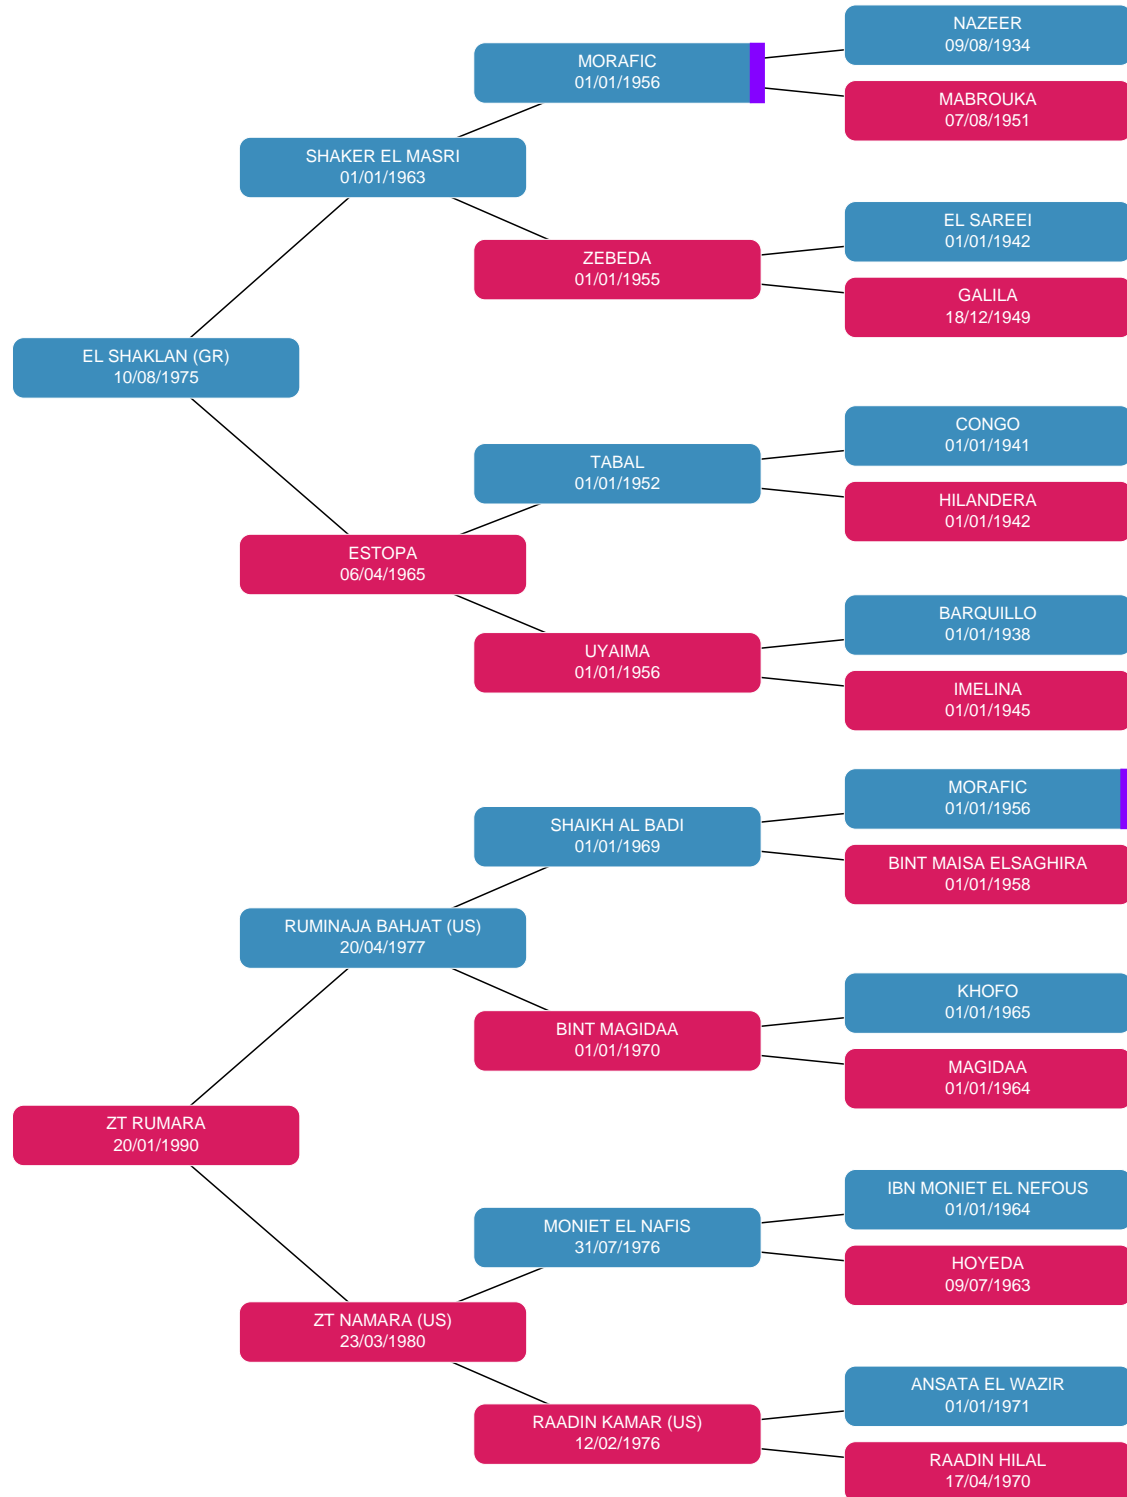 NAZEER
09/08/1934
MORAFIC
01/01/1956
MABROUKA
07/08/1951
SHAKER EL MASRI
01/01/1963
EL SAREEI
01/01/1942
ZEBEDA
01/01/1955
GALILA
18/12/1949
EL SHAKLAN (GR)
10/08/1975
CONGO
01/01/1941
TABAL
01/01/1952
HILANDERA
01/01/1942
ESTOPA
06/04/1965
BARQUILLO
01/01/1938
UYAIMA
01/01/1956
IMELINA
01/01/1945
MORAFIC
01/01/1956
SHAIKH AL BADI
01/01/1969
BINT MAISA ELSAGHIRA
01/01/1958
RUMINAJA BAHJAT (US)
20/04/1977
KHOFO
01/01/1965
BINT MAGIDAA
01/01/1970
MAGIDAA
01/01/1964
ZT RUMARA
20/01/1990
IBN MONIET EL NEFOUS
01/01/1964
MONIET EL NAFIS
31/07/1976
HOYEDA
09/07/1963
ZT NAMARA (US)
23/03/1980
ANSATA EL WAZIR
01/01/1971
RAADIN KAMAR (US)
12/02/1976
RAADIN HILAL
17/04/1970